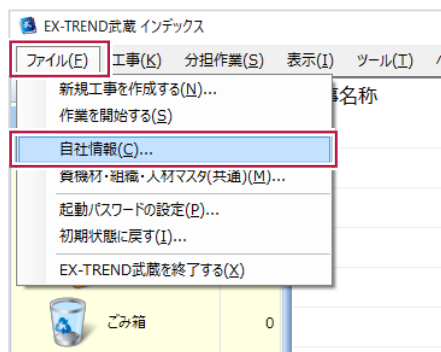 EX-TREND武蔵 インデックス
ファイル(F) 工事(K) 分担作業(S) 表示(I) ツール(T)
新規工事を作成する(N)...
名称
作業を開始する(S)
自社情報(C)...
資機材・組織・人材マスタ(共通)(M)...
起動パスワードの設定(P)...
初期状態に戻す(I)...
EX-TREND武蔵を終了する(X)
ごみ箱 0